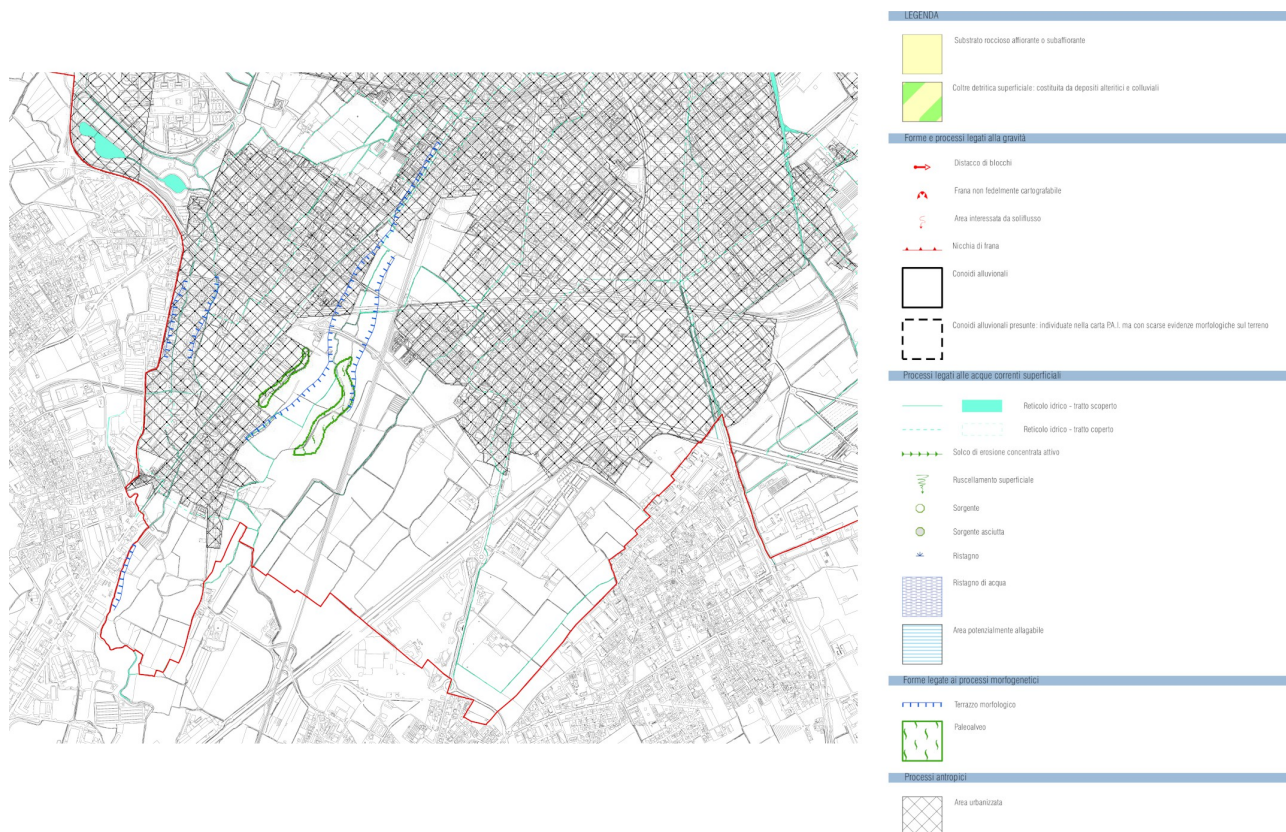 LEGENDA
Substrato roccioso affiorante o subaffiorante
Coltre detritica superficiale: costituita da depositi alteritici e colluviali
Forme e processi legati alla gravità
Distacco di blocchi
Frana non fedelmente cartografabile
Area interessata da soliflusso
Nicchia di frana
Conoidi alluvionali
Conoidi alluvionali presunte: individuate nella carta P.A.I. ma con scarse evidenze morfologiche sul terreno
Processi legati alle acque correnti superficiali
Reticolo idrico – tratto scoperto
Reticolo idrico – tratto coperto
Solco di erosione concentrata attivo
Ruscellamento superficiale
Sorgente
Sorgente asciutta
Ristagno
Ristagno di acqua
Area potenzialmente allagabile
Forme legate ai processi morfogenetici
Terrazzo morfologico
Paleoalveo
Processi antropici
Area urbanizzata